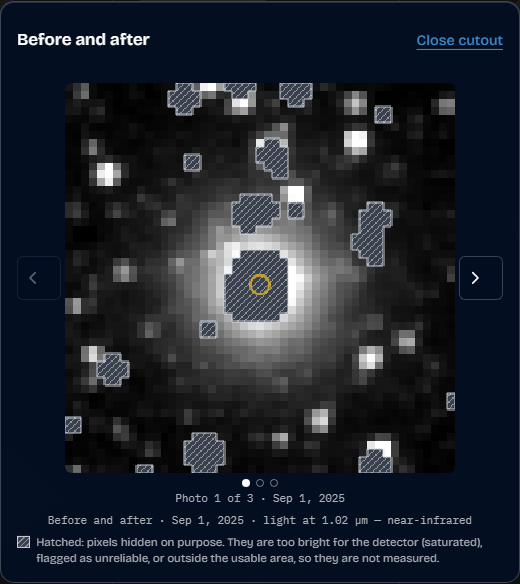 Before and after
Close cutout
Photo 1 of 3 · Sep 1, 2025
Before and after · Sep 1, 2025 · light at 1.02 µm — near-infrared
Hatched: pixels hidden on purpose. They are too bright for the detector (saturated),
flagged as unreliable, or outside the usable area, so they are not measured.